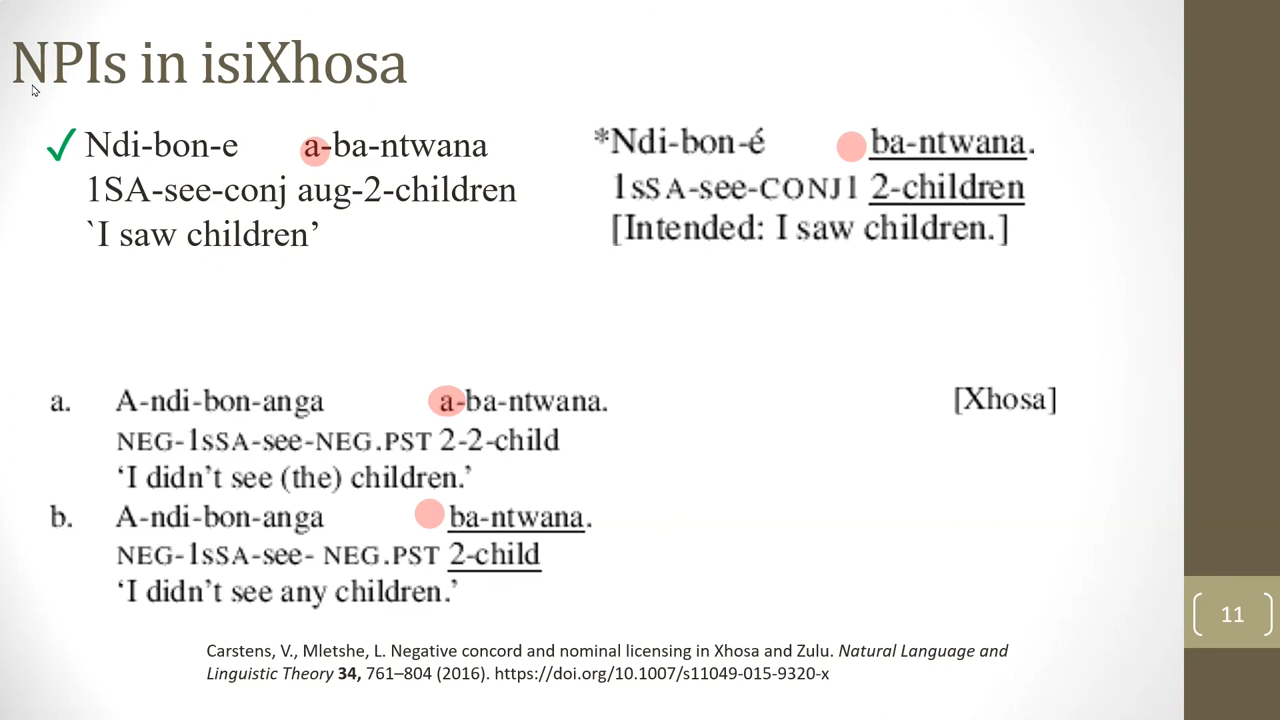 NPIs in isiXhosa
✓ Ndi-bon-e a-ba-ntwana
1SA-see-conj aug-2-children
`I saw children’
*Ndi-bon-é ba-ntwana.
1sSA-see-CONJ1 2-children
[Intended: I saw children.]
a. A-ndi-bon-anga a-ba-ntwana. [Xhosa]
NEG-1sSA-see-NEG.PST 2-2-child
‘I didn’t see (the) children.’
b. A-ndi-bon-anga ba-ntwana.
NEG-1sSA-see- NEG.PST 2-child
‘I didn’t see any children.’
Carstens, V., Mletshe, L. Negative concord and nominal licensing in Xhosa and Zulu. Natural Language and
Linguistic Theory 34, 761–804 (2016). https://doi.org/10.1007/s11049-015-9320-x
11